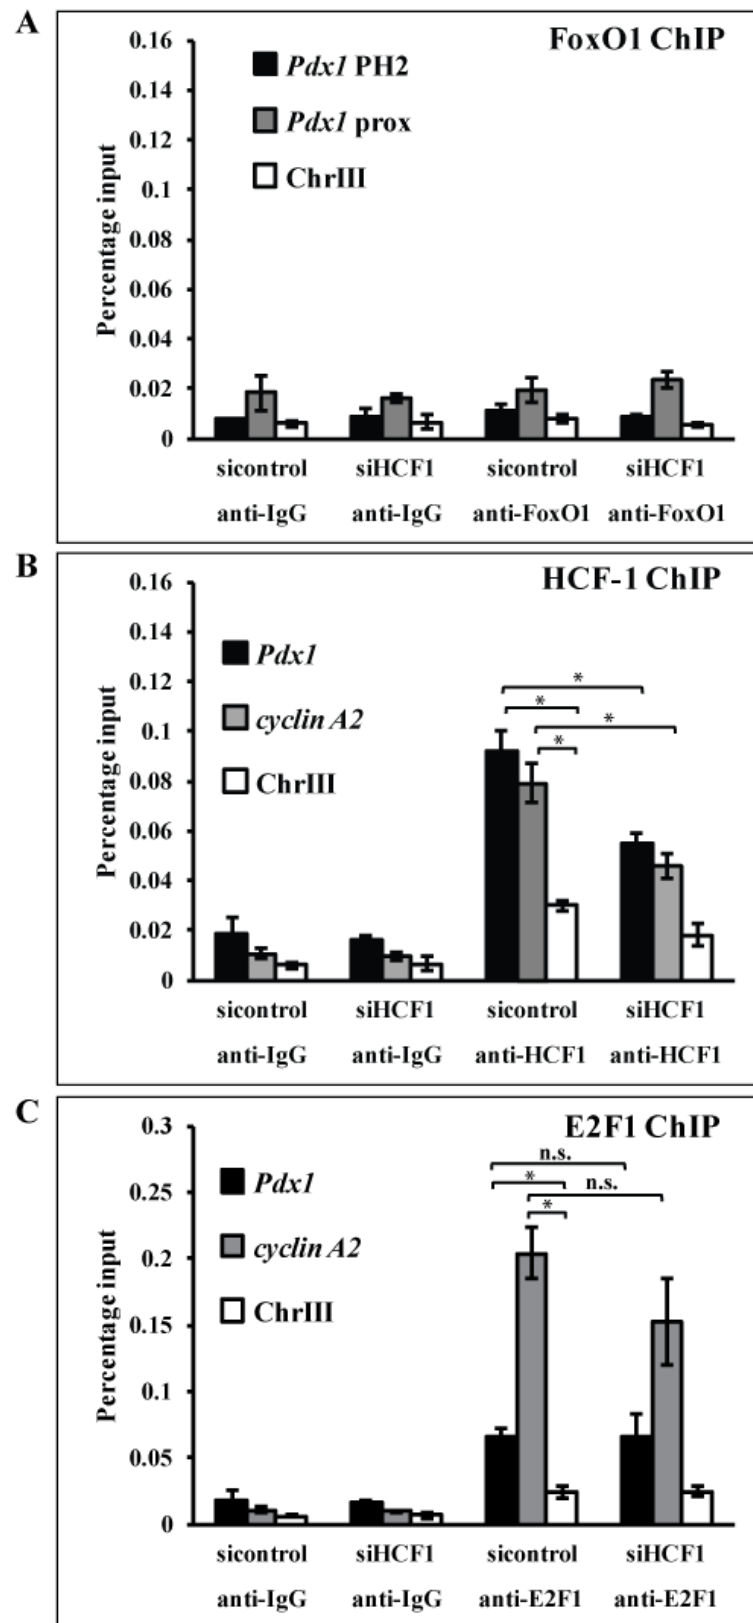 A
FoxO1 ChIP
0.16
0.14
0.12
0.1
0.08
0.06
0.04
0.02
0
Percentage input
Pdx1 PH2
Pdx1 prox
ChrIII
sicontrol siHCF1 sicontrol siHCF1
anti-IgG anti-IgG anti-FoxO1 anti-FoxO1
B
HCF-1 ChIP
0.16
0.14
0.12
0.1
0.08
0.06
0.04
0.02
0
Percentage input
Pdx1
cyclin A2
ChrIII
*
*
*
*
sicontrol siHCF1 sicontrol siHCF1
anti-IgG anti-IgG anti-HCF1 anti-HCF1
C
E2F1 ChIP
0.3
0.25
0.2
0.15
0.1
0.05
0
Percentage input
Pdx1
cyclin A2
ChrIII
n.s.
*
n.s.
*
sicontrol siHCF1 sicontrol siHCF1
anti-IgG anti-IgG anti-E2F1 anti-E2F1